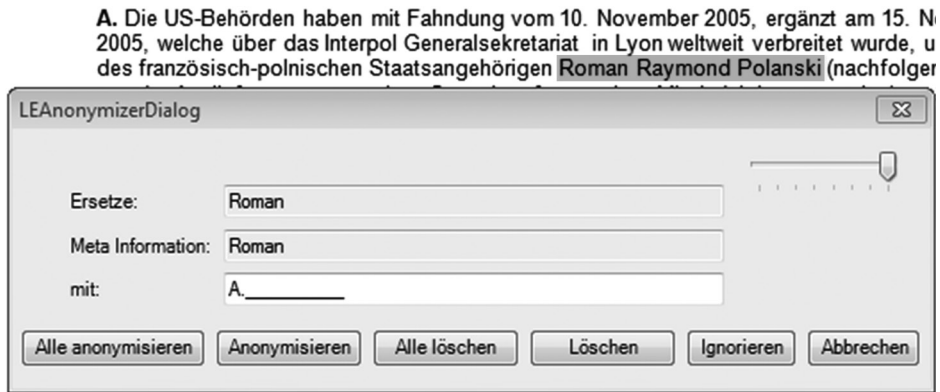 A. Die US-Behörden haben mit Fahndung vom 10. November 2005, ergänzt am 15. N
2005, welche über das Interpol Generalsekretariat in Lyon weltweit verbreitet wurde, u
des französisch-polnischen Staatsangehörigen Roman Raymond Polanski (nachfolger
LEAnonymizerDialog
Ersetze: Roman
Meta Information: Roman
mit: A.__________
Alle anonymisieren Anonymisieren Alle löschen Löschen Ignorieren Abbrechen